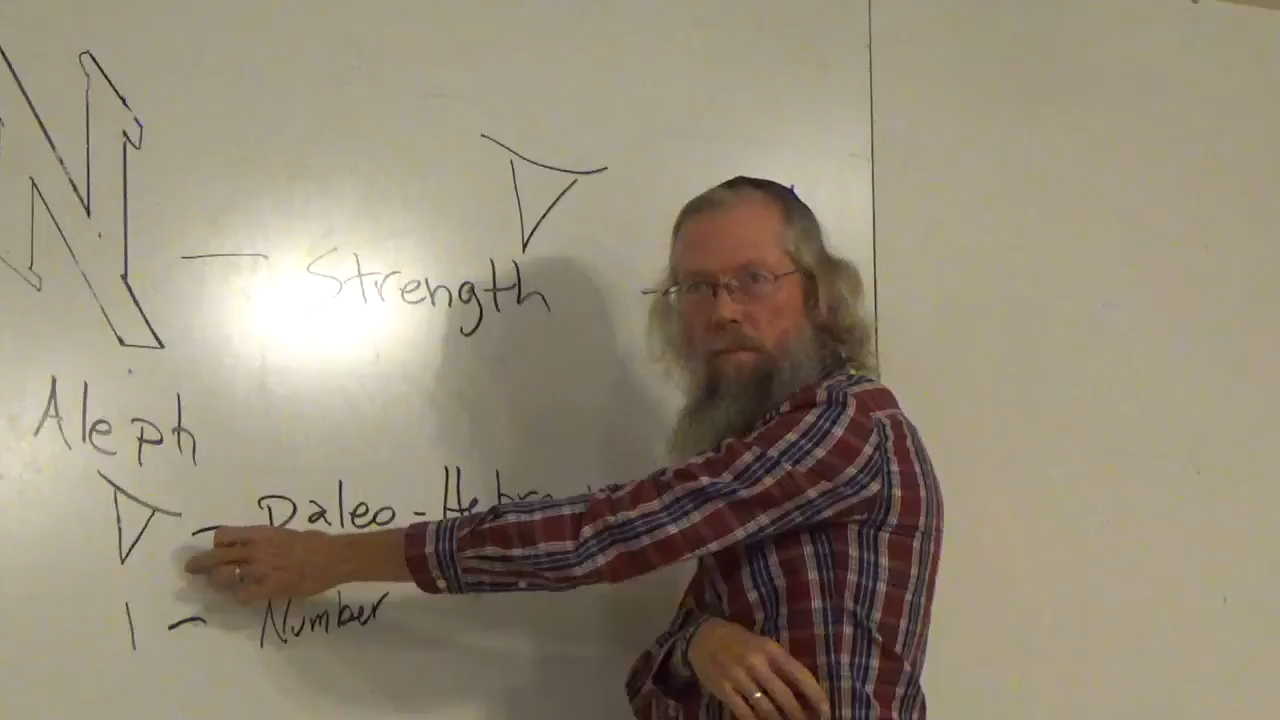 א — Strength
Aleph
- Paleo-Hebrew
1 - Number